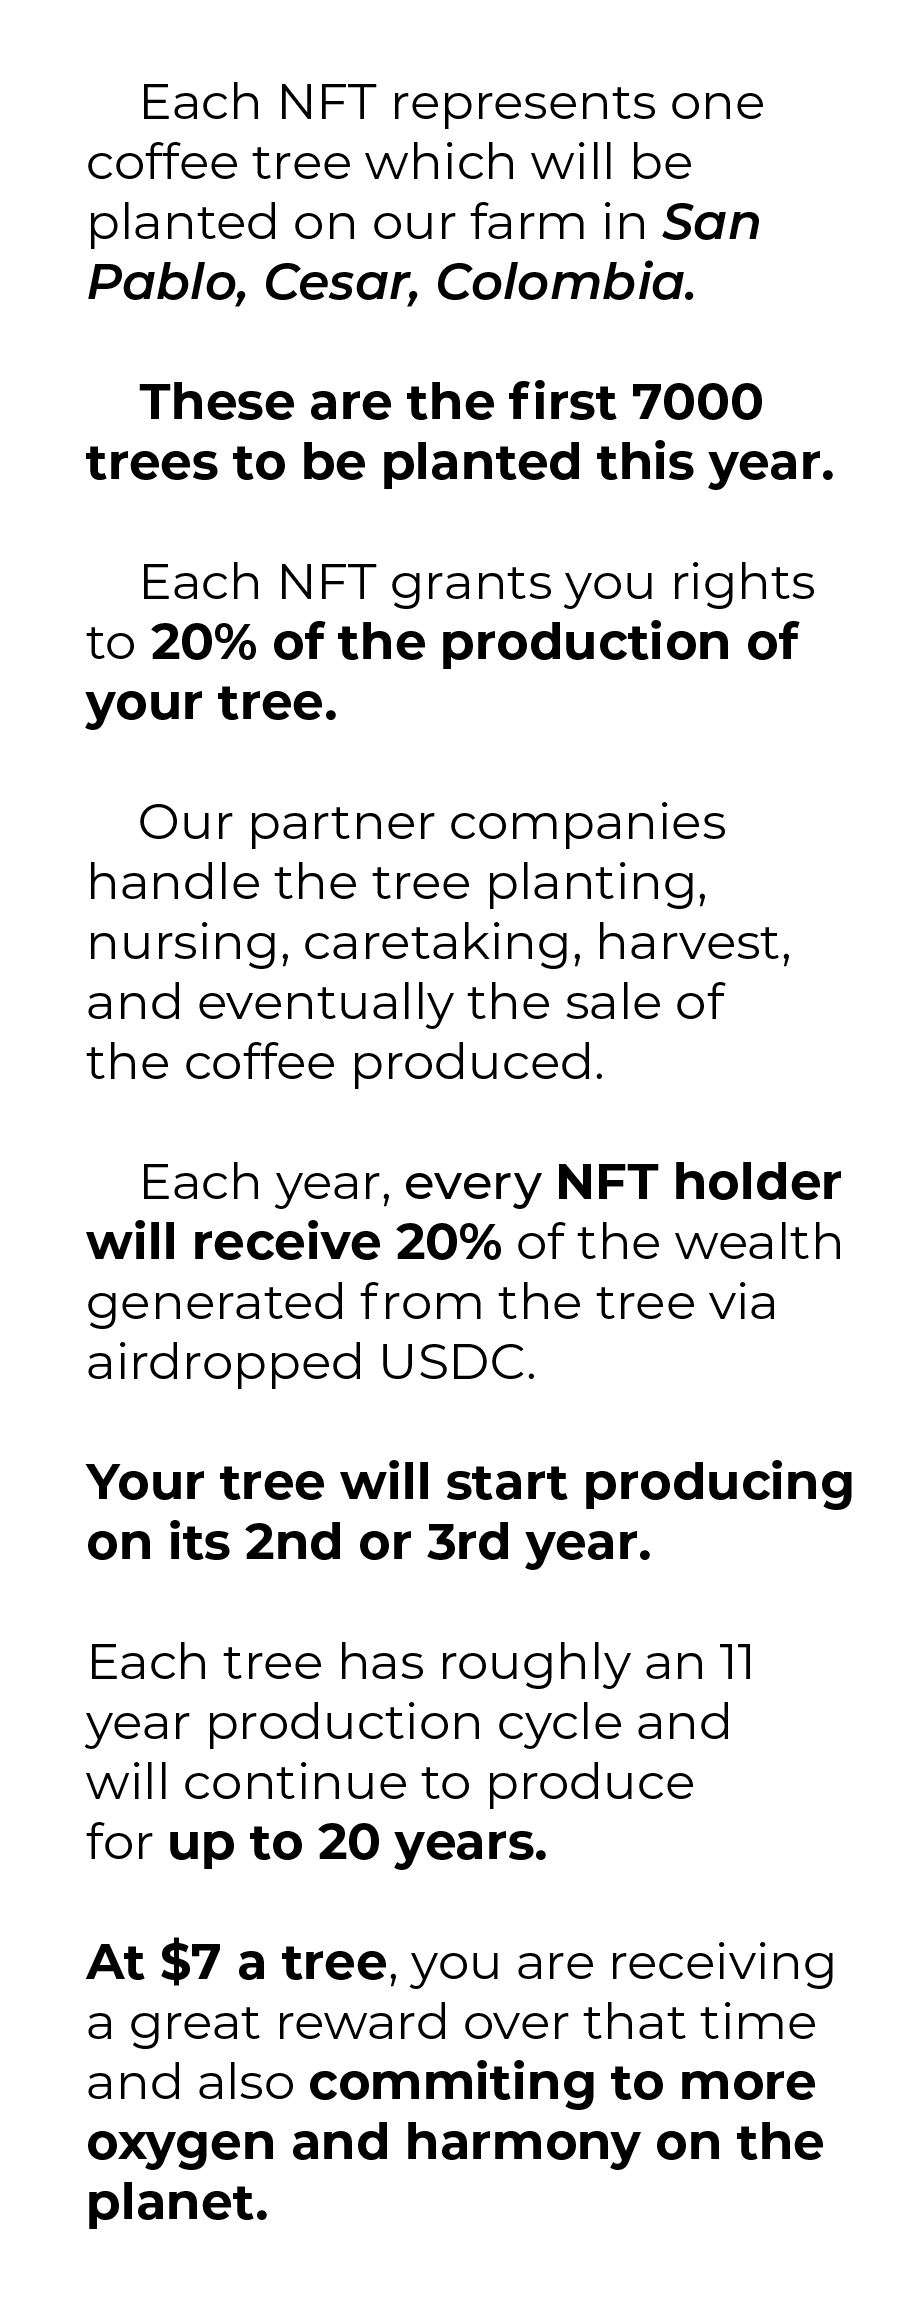 Each NFT represents one
coffee tree which will be
planted on our farm in San
Pablo, Cesar, Colombia.
These are the first 7000
trees to be planted this year.
Each NFT grants you rights
to 20% of the production of
your tree.
Our partner companies
handle the tree planting,
nursing, caretaking, harvest,
and eventually the sale of
the coffee produced.
Each year, every NFT holder
will receive 20% of the wealth
generated from the tree via
airdropped USDC.
Your tree will start producing
on its 2nd or 3rd year.
Each tree has roughly an 11
year production cycle and
will continue to produce
for up to 20 years.
At $7 a tree, you are receiving
a great reward over that time
and also commiting to more
oxygen and harmony on the
planet.